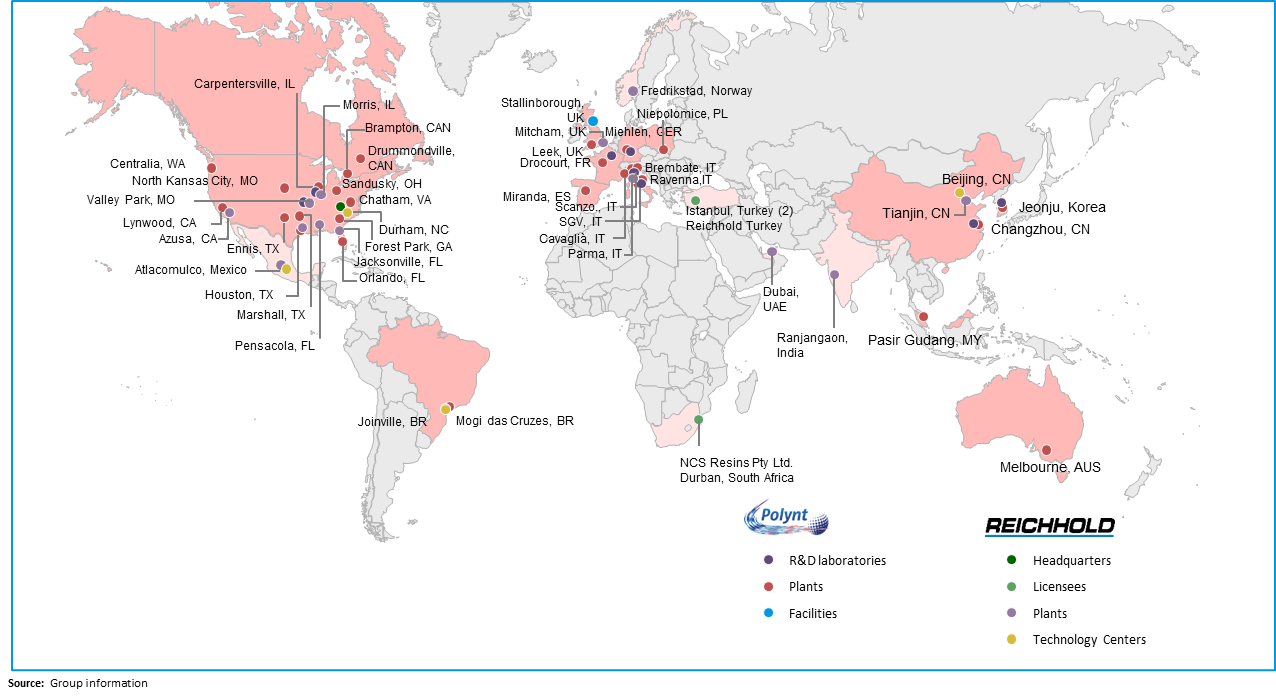 Carpentersville, IL
Morris, IL
Brampton, CAN
Drummondville,
CAN
Centralia, WA
North Kansas City, MO
Sandusky, OH
Valley Park, MO
Chatham, VA
Lynwood, CA
Durham, NC
Azusa, CA
Forest Park, GA
Ennis, TX
Jacksonville, FL
Atlacomulco, Mexico
Orlando, FL
Houston, TX
Marshall, TX
Pensacola, FL
Joinville, BR
Mogi das Cruzes, BR
Fredrikstad, Norway
Stallinborough,
UK
Niepolomice, PL
Mitcham, UK
Miehlen, GER
Leek, UK
Drocourt, FR
Brembate, IT
Ravenna,IT
Miranda, ES
Scanzo., IT
SGV, IT
Cavaglia, IT
Parma, IT
Istanbul, Turkey (2)
Reichhold Turkey
Dubai,
UAE
Ranjangaon,
India
Beijing, CN
Tianjin, CN
Jeonju, Korea
Changzhou, CN
Pasir Gudang, MY
Melbourne, AUS
NCS Resins Pty Ltd.
Durban, South Africa
Polynt
R&D laboratories
Plants
Facilities
REICHHOLD
Headquarters
Licensees
Plants
Technology Centers
Source: Group information